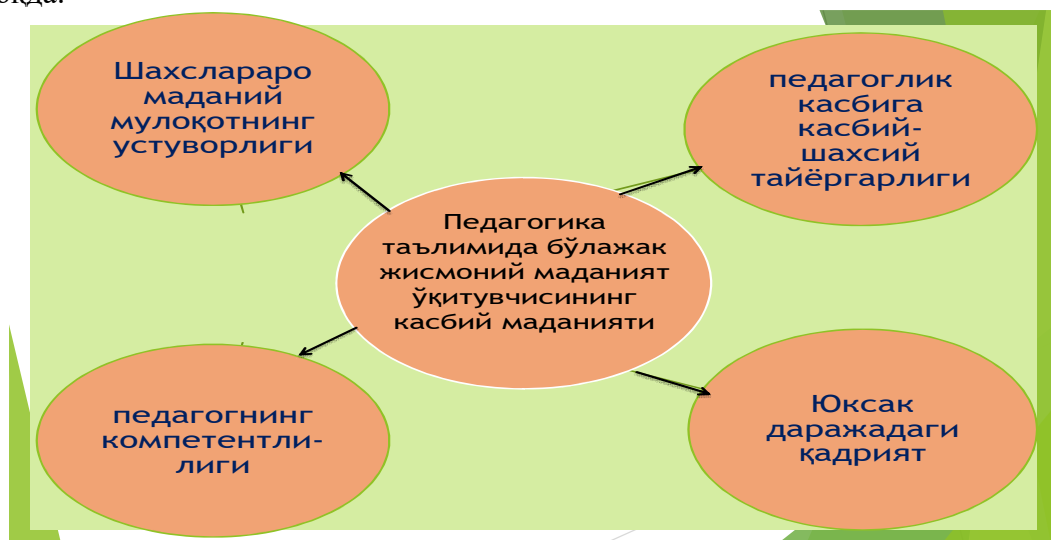 Шахслараро
маданий
мулоқотнинг
устуворлиги
педагоглик
касбига
касбий-
шахсий
тайёргарлиги
Педагогика
таълимида бўлажак
жисмоний маданият
ўқитувчисининг
касбий маданияти
педагогнинг
компетентли-
лиги
Юксак
даражадаги
қадрият